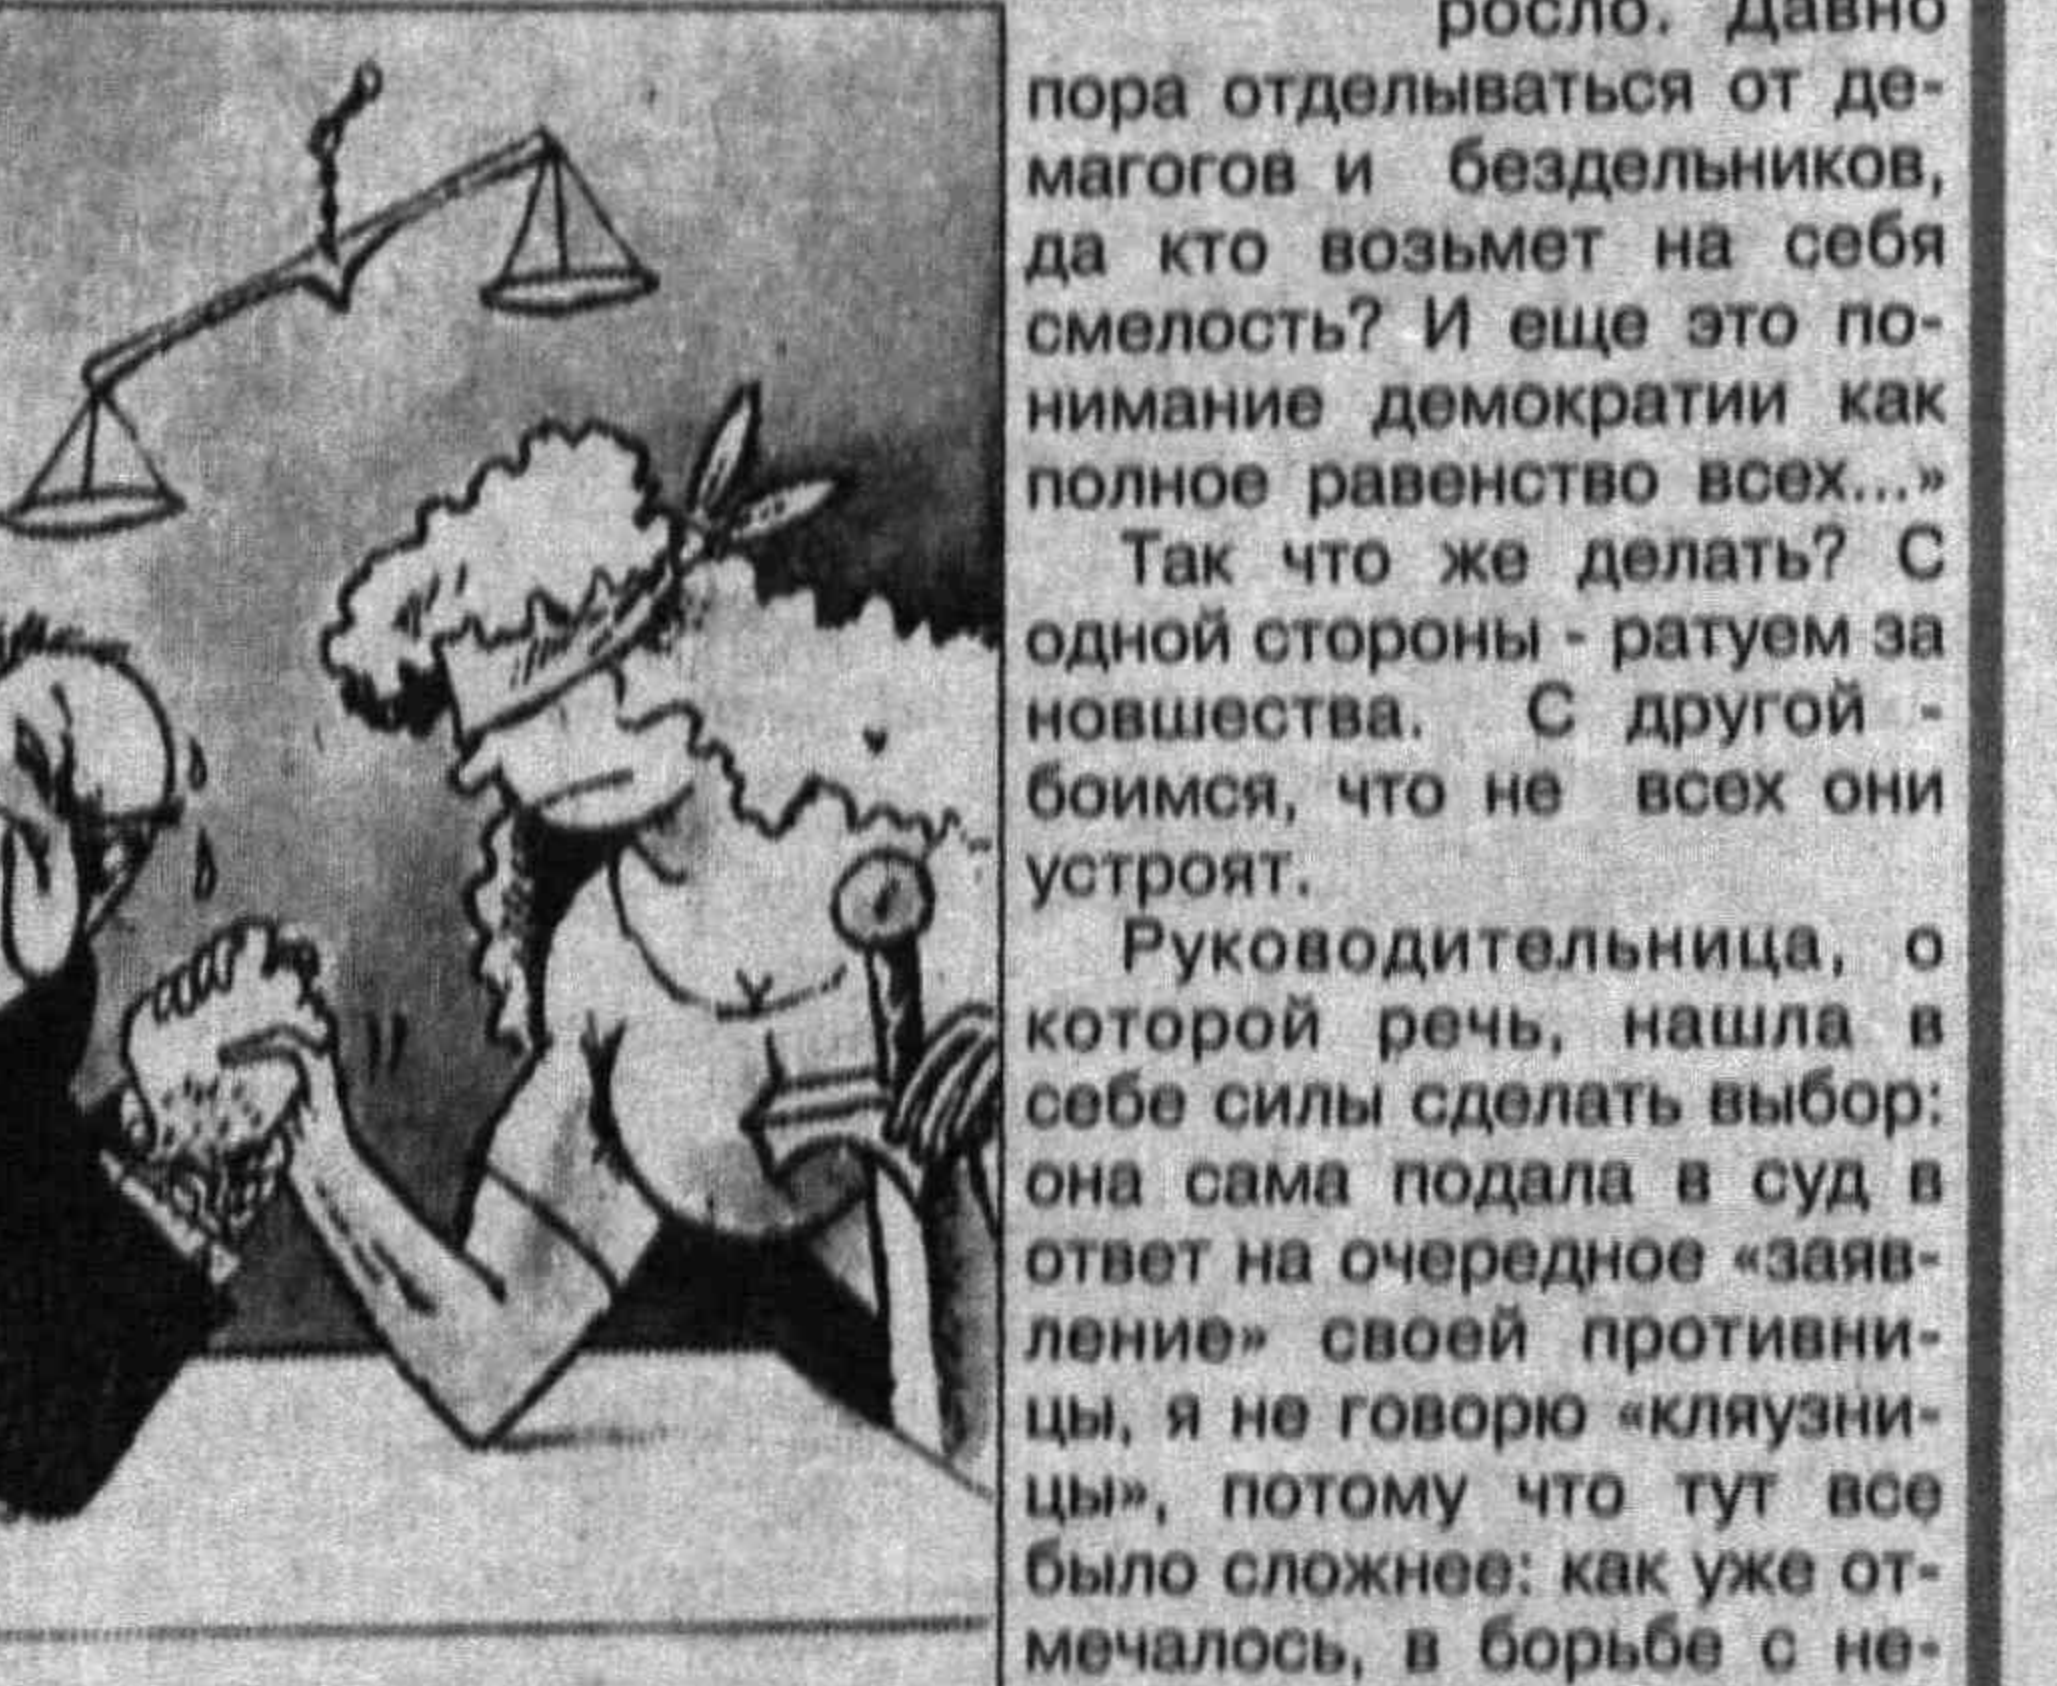 росло. Давно
пора отделываться от де-
магогов и бездельников,
да кто возьмет на себя
смелость? И еще это по-
нимание демократии как
полное равенство всех...»
Так что же делать? С
одной стороны - ратуем за
новшества. С другой -
боимся, что не всех они
устроят.
Руководительница, о
которой речь, нашла в
себе силы сделать выбор:
она сама подала в суд в
ответ на очередное «заяв-
ление» своей противни-
цы, я не говорю «кляузни-
цы», потому что тут все
было сложнее: как уже от-
мечалось, в борьбе с не-